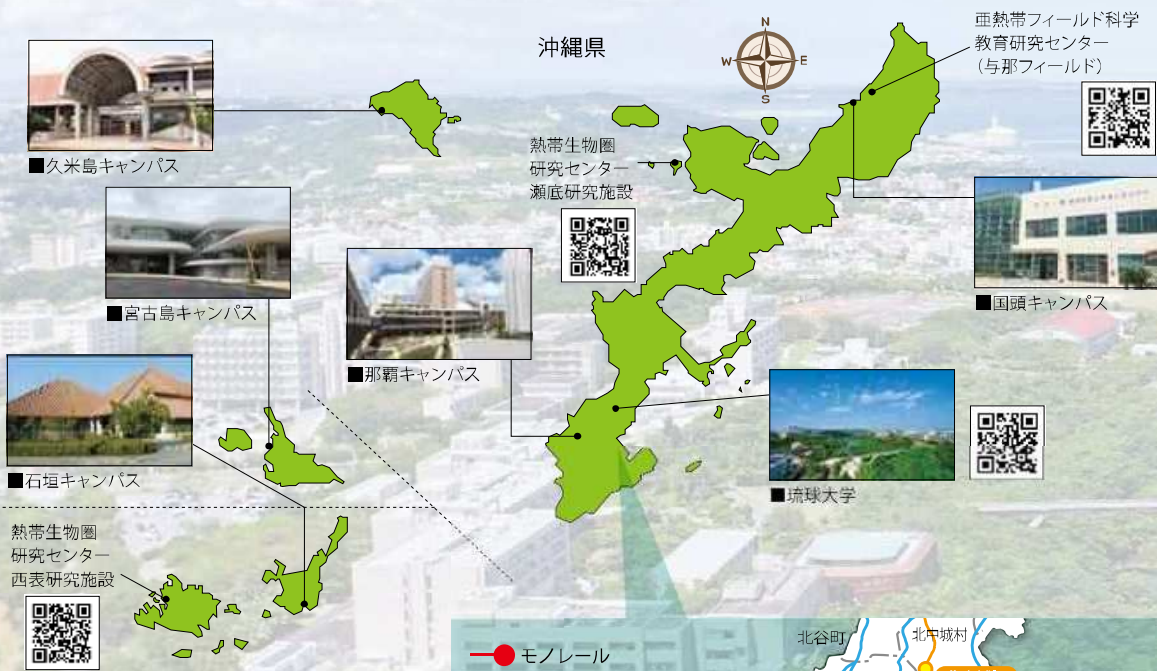 沖縄県
N
W E
S
亜熱帯フィールド科学
教育研究センター
(与那フィールド)
■久米島キャンパス
熱帯生物圏
研究センター
瀬底研究施設
■国頭キャンパス
■宮古島キャンパス
■那覇キャンパス
■石垣キャンパス
■琉球大学
熱帯生物圏
研究センター
西表研究施設
モノレール
北谷町
北中城村